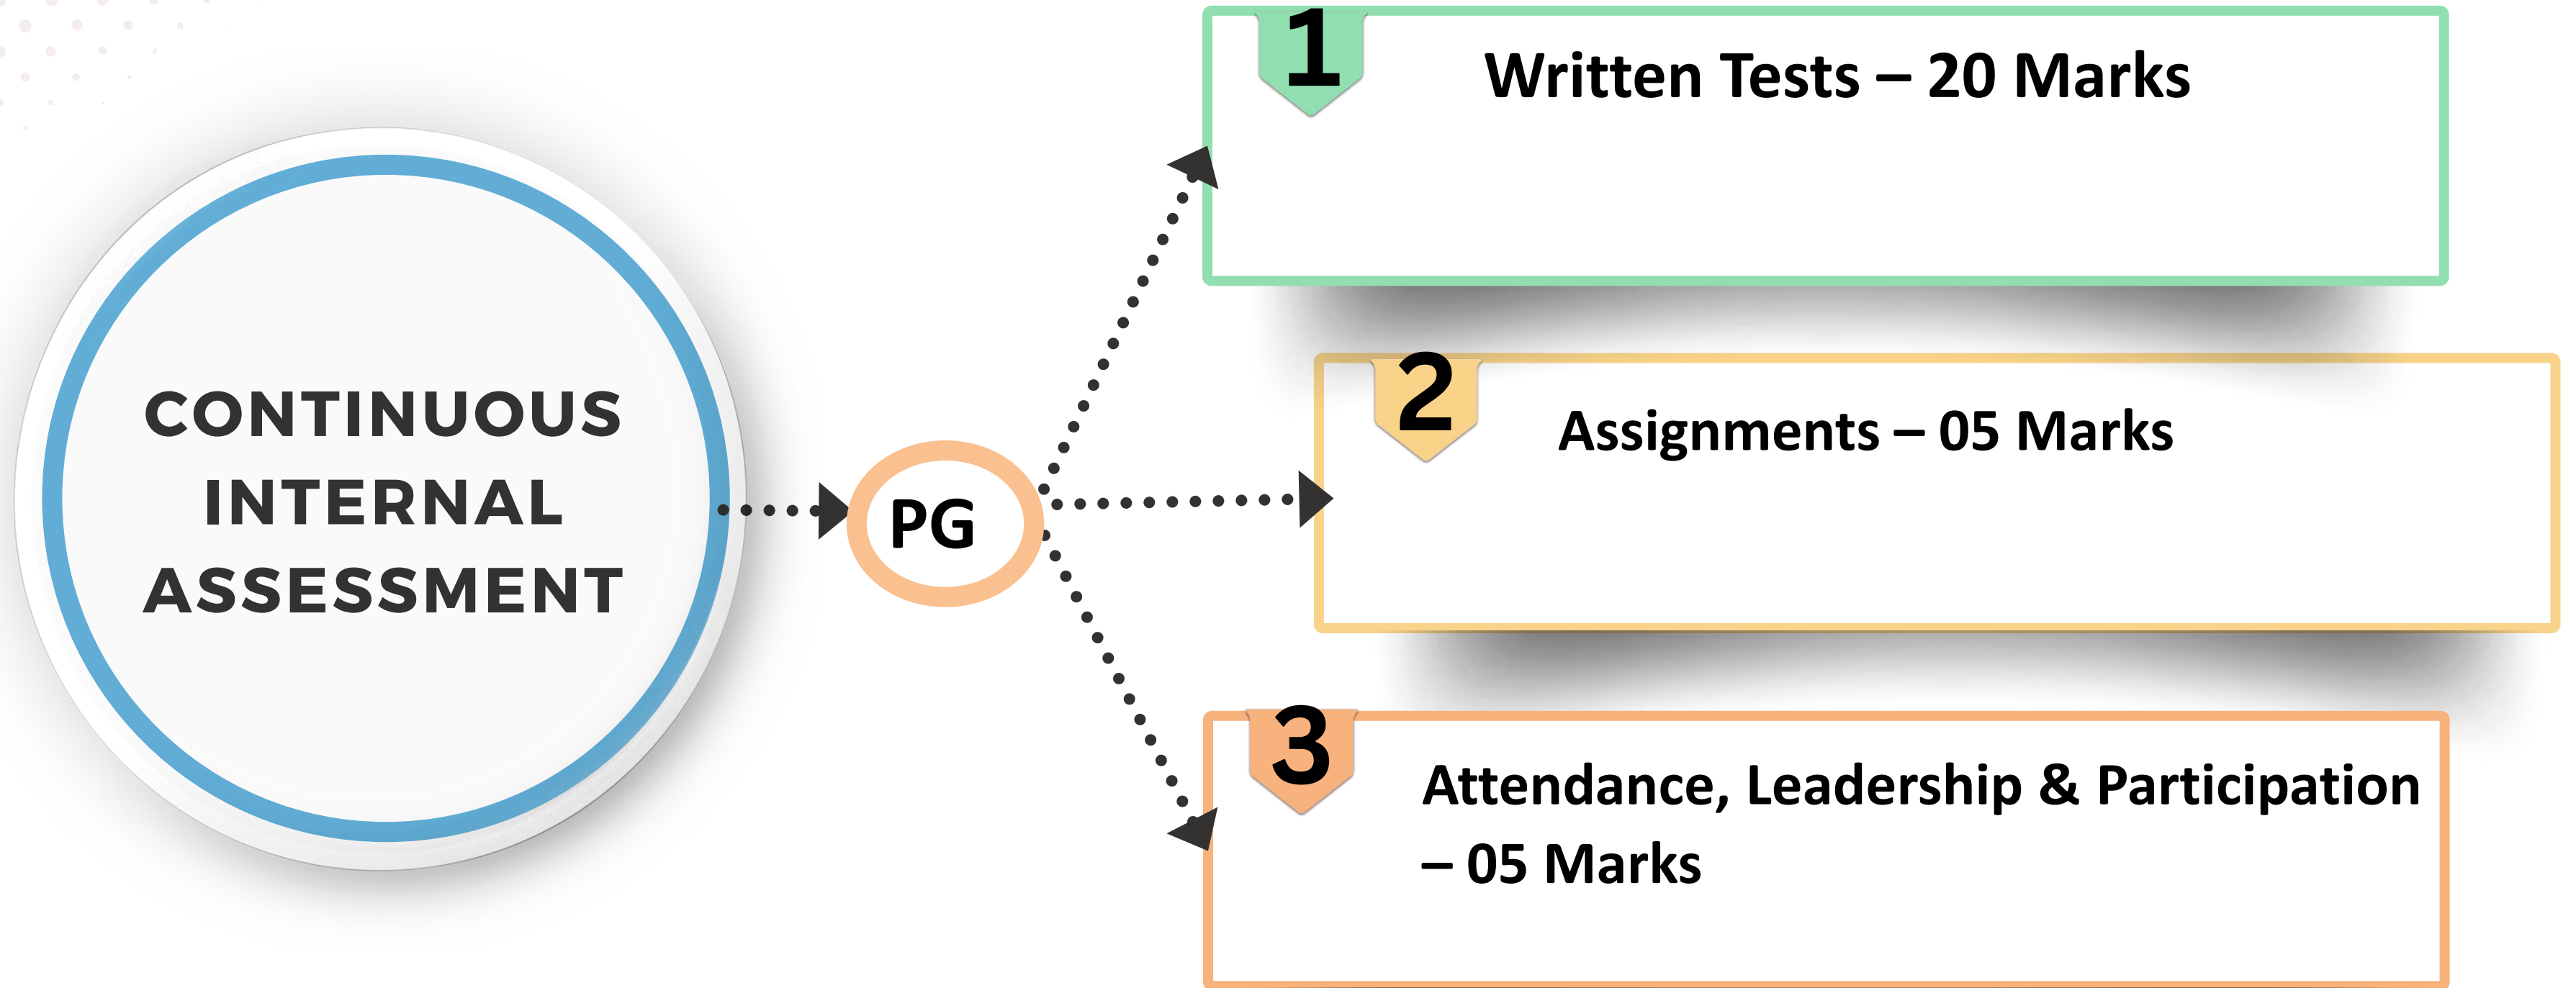 CONTINUOUS
INTERNAL
ASSESSMENT
PG
1
Written Tests – 20 Marks
2
Assignments – 05 Marks
3
Attendance, Leadership & Participation
– 05 Marks